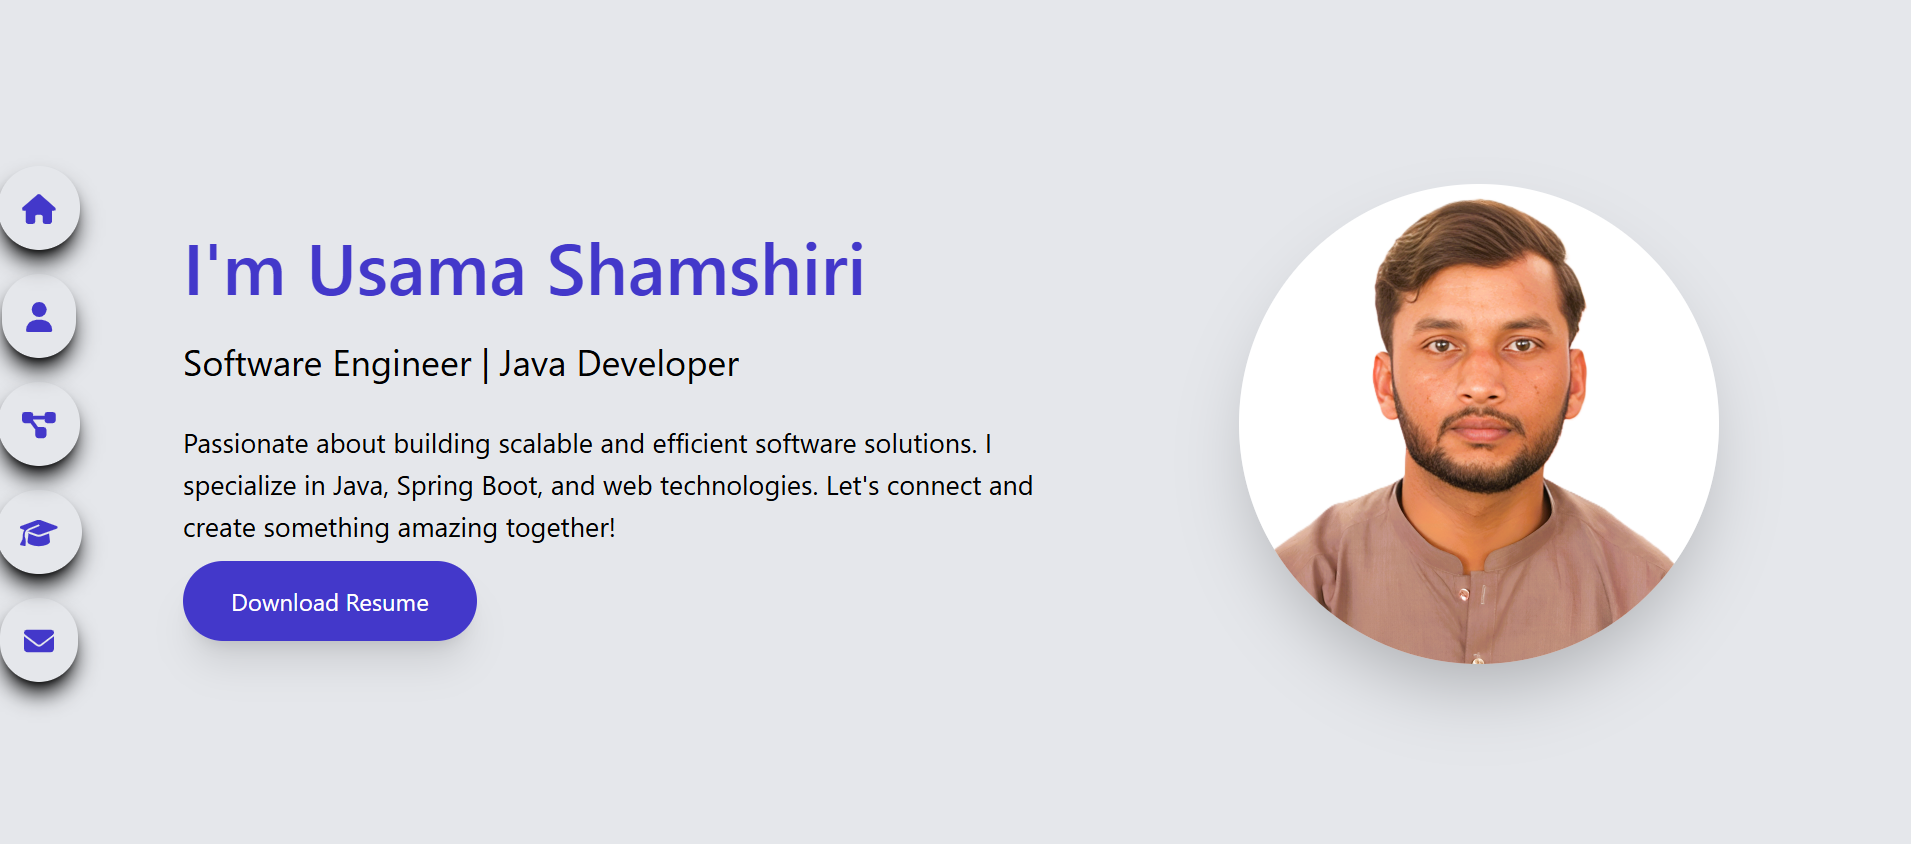 I'm Usama Shamshiri
Software Engineer | Java Developer
Passionate about building scalable and efficient software solutions. I
specialize in Java, Spring Boot, and web technologies. Let's connect and
create something amazing together!
Download Resume